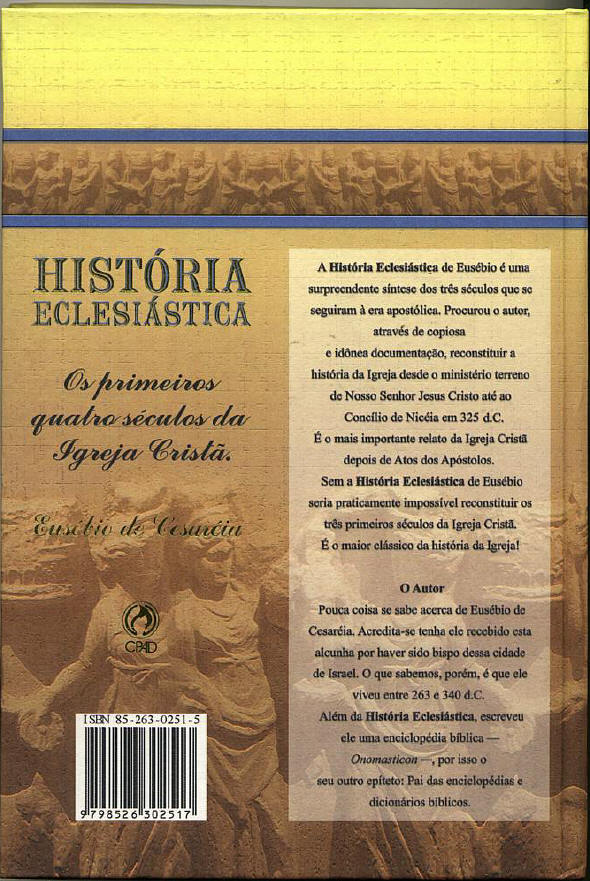 HISTÓRIA
ECLESIÁSTICA
Os primeiros
quatro séculos da
Igreja Cristã.
Eusébio de Cesaréia
CPAD
ISBN 85-263-0251-5
9798526302517
A História Eclesiástica de Eusébio é uma
surpreendente síntese dos três séculos que se
seguiram à era apostólica. Procurou o autor,
através de copiosa
e idônea documentação, reconstituir a
história da Igreja desde o ministério terreno
de Nosso Senhor Jesus Cristo até ao
Concílio de Nicéia em 325 d.C.
É o mais importante relato da Igreja Cristã
depois de Atos dos Apóstolos.
Sem a História Eclesiástica de Eusébio
seria praticamente impossível reconstituir os
três primeiros séculos da Igreja Cristã.
É o maior clássico da história da Igreja!
O Autor
Pouca coisa se sabe acerca de Eusébio de
Cesaréia. Acredita-se tenha ele recebido esta
alcunha por haver sido bispo dessa cidade
de Israel. O que sabemos, porém, é que ele
viveu entre 263 e 340 d.C.
Além da História Eclesiástica, escreveu
ele uma enciclopédia bíblica —
Onomasticon —, por isso o
seu outro epíteto: Pai das enciclopédias e
dicionários bíblicos.